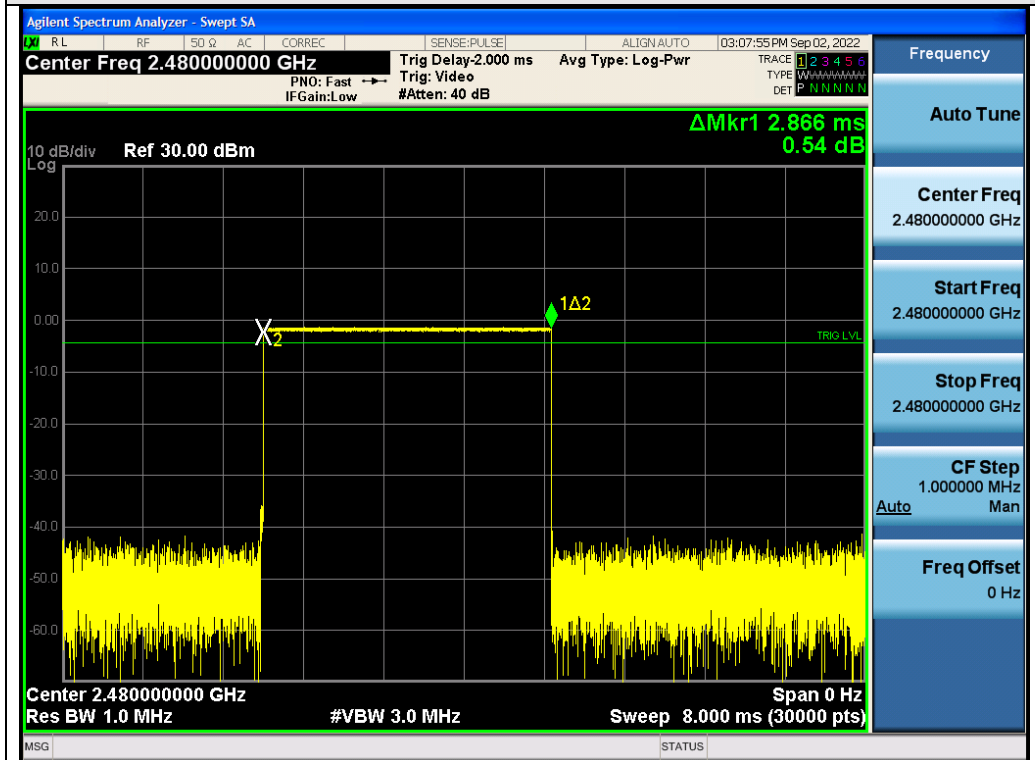 Agilent Spectrum Analyzer - Swept SA
LXI RL RF 50 Ω AC CORREC SENSE:PULSE ALIGN AUTO 03:07:55 PM Sep 02, 2022
Center Freq 2.480000000 GHz
PNO: Fast
IFGain:Low
Trig Delay-2.000 ms
Trig: Video
#Atten: 40 dB
Avg Type: Log-Pwr
TRACE 1 2 3 4 5 6
TYPE WWWWWW
DET P N N N N N
ΔMkr1 2.866 ms
0.54 dB
10 dB/div Ref 30.00 dBm
Log
20.0
10.0
0.00
-10.0
-20.0
-30.0
-40.0
-50.0
-60.0
X2
1Δ2
TRIG LVL
Center 2.480000000 GHz Span 0 Hz
Res BW 1.0 MHz #VBW 3.0 MHz Sweep 8.000 ms (30000 pts)
MSG STATUS
Frequency
Auto Tune
Center Freq
2.480000000 GHz
Start Freq
2.480000000 GHz
Stop Freq
2.480000000 GHz
CF Step
1.000000 MHz
Auto Man
Freq Offset
0 Hz